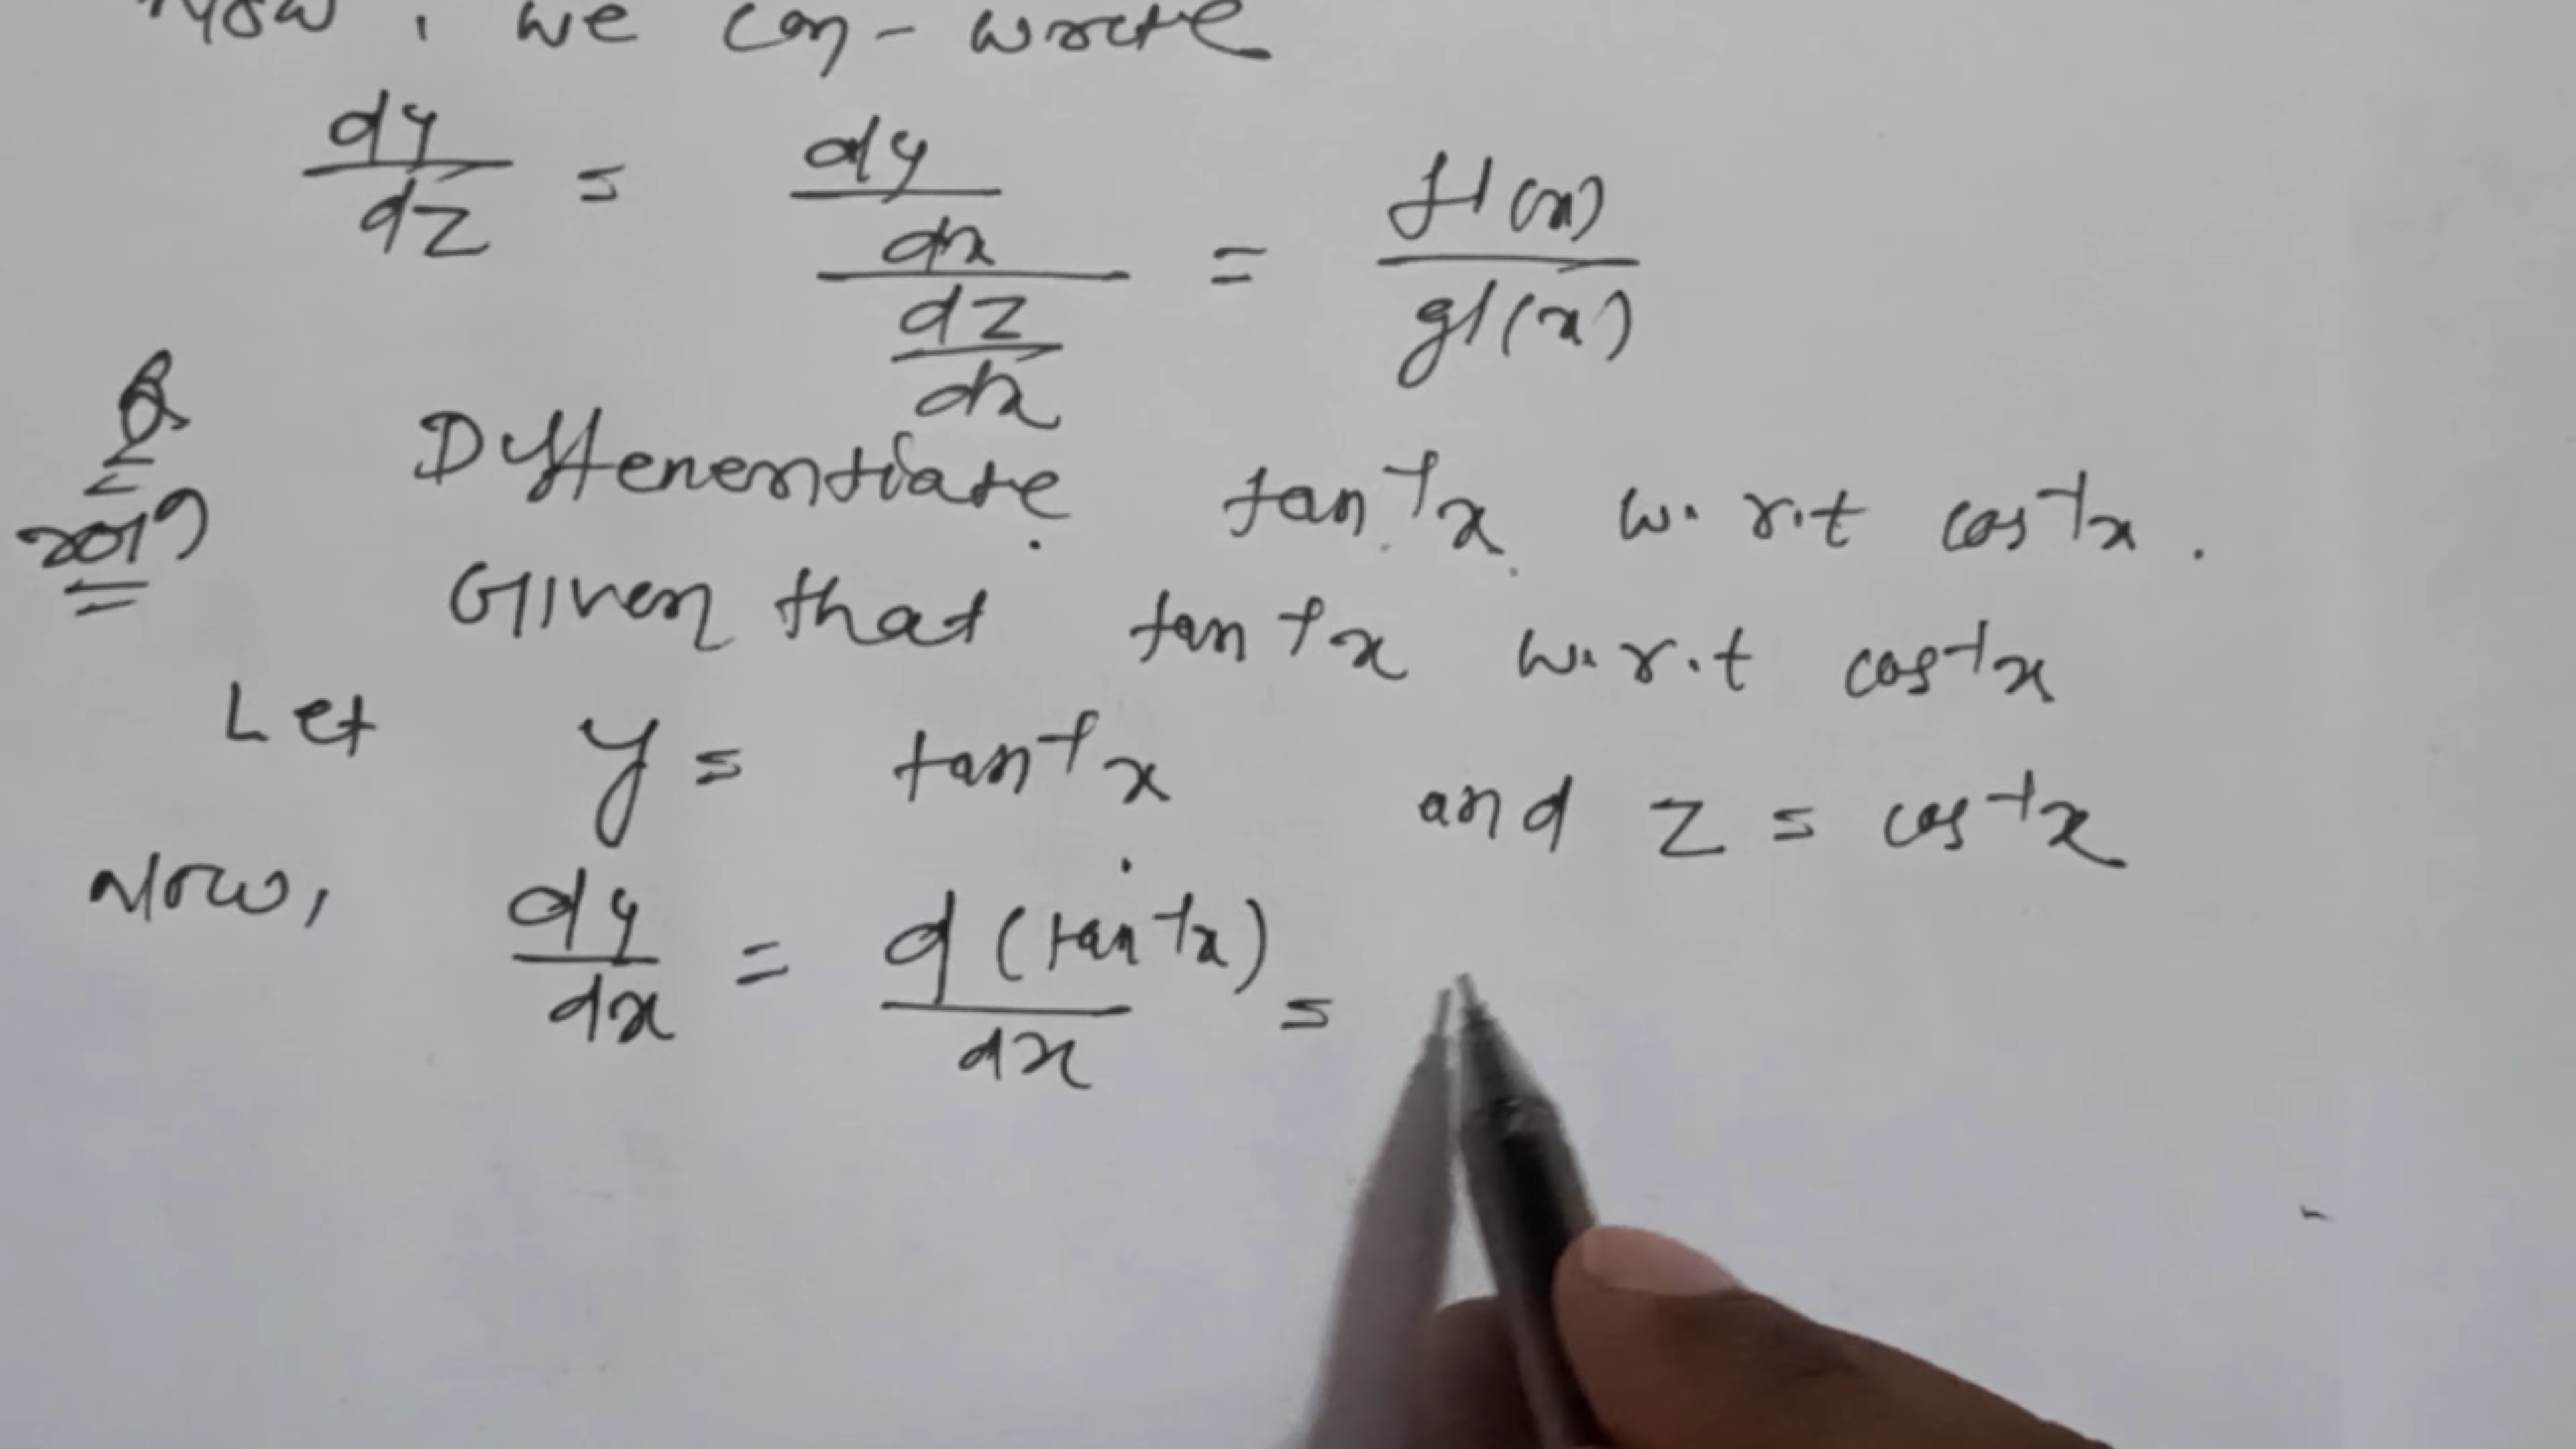 Now, we can - write
dy/dz = (dy/dx)/(dz/dx) = f'(x)/g'(x)
Q 2019 Differentiate tan⁻¹x w.r.t cos⁻¹x.
Given that tan⁻¹x w.r.t cos⁻¹x
Let y = tan⁻¹x and z = cos⁻¹x
Now, dy/dx = d(tan⁻¹x)/dx =